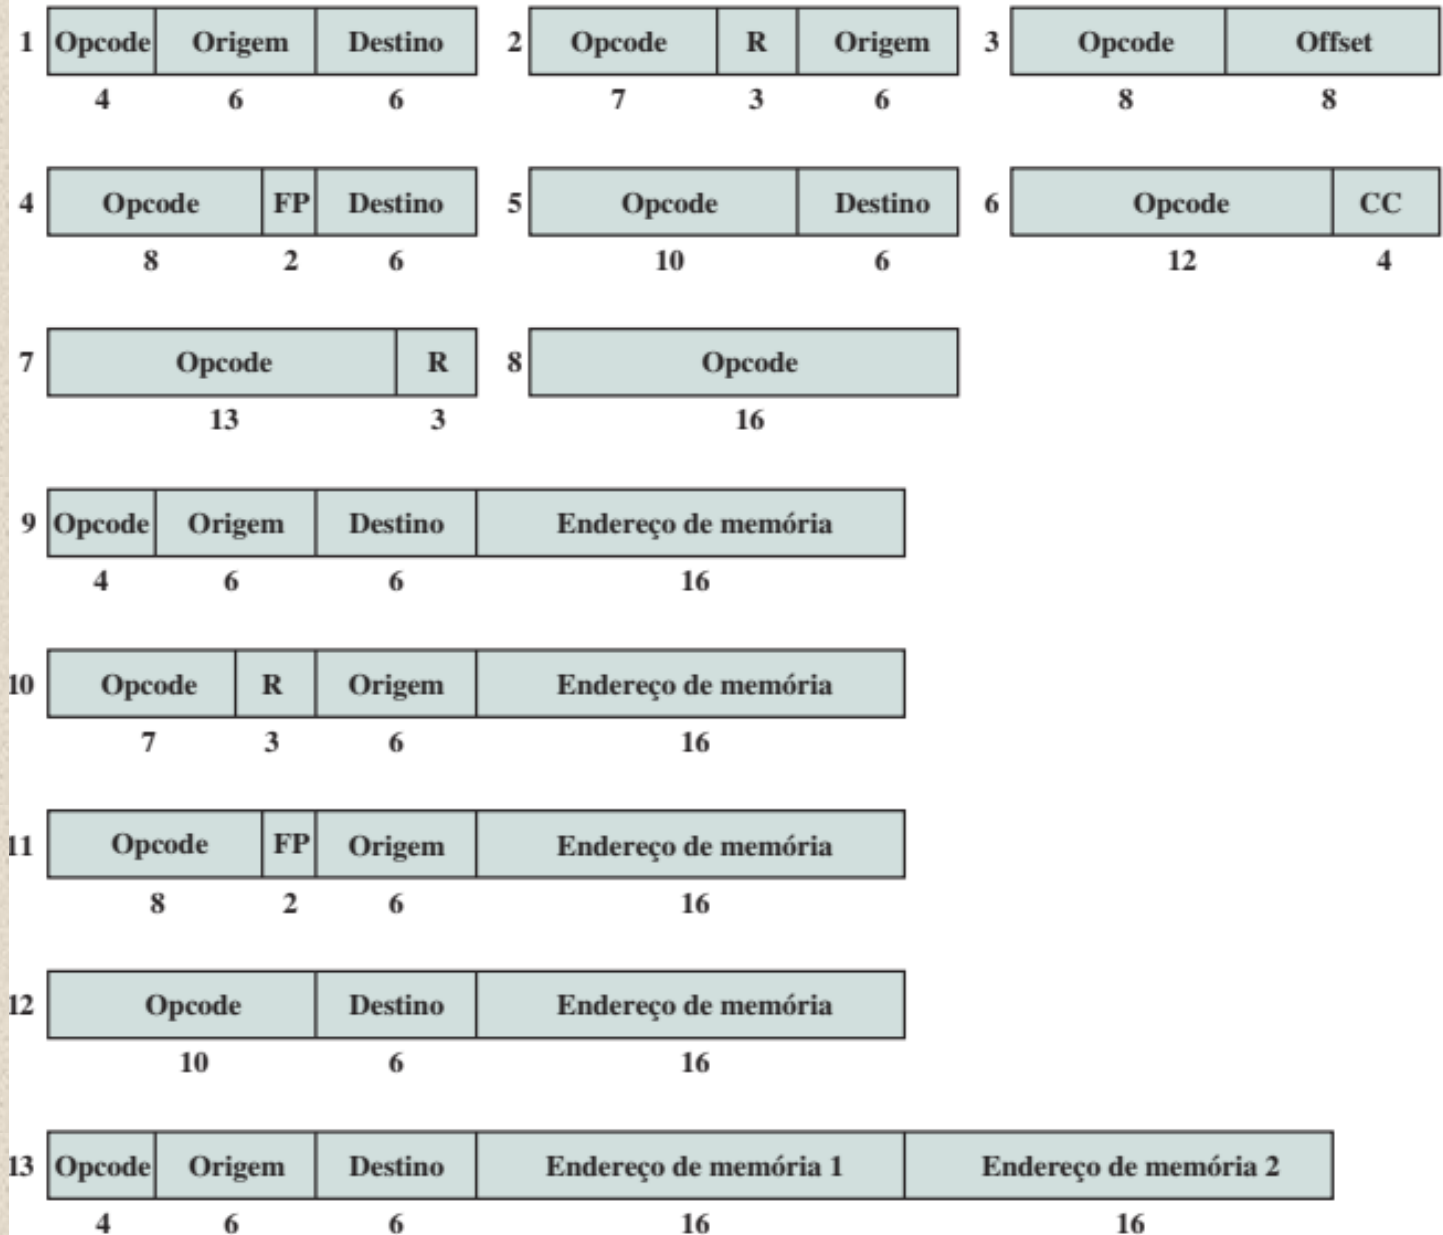 1 Opcode Origem Destino 2 Opcode R Origem 3 Opcode Offset
4 6 6 7 3 6 8 8
4 Opcode FP Destino 5 Opcode Destino 6 Opcode CC
8 2 6 10 6 12 4
7 Opcode R 8 Opcode
13 3 16
9 Opcode Origem Destino Endereço de memória
4 6 6 16
10 Opcode R Origem Endereço de memória
7 3 6 16
11 Opcode FP Origem Endereço de memória
8 2 6 16
12 Opcode Destino Endereço de memória
10 6 16
13 Opcode Origem Destino Endereço de memória 1 Endereço de memória 2
4 6 6 16 16